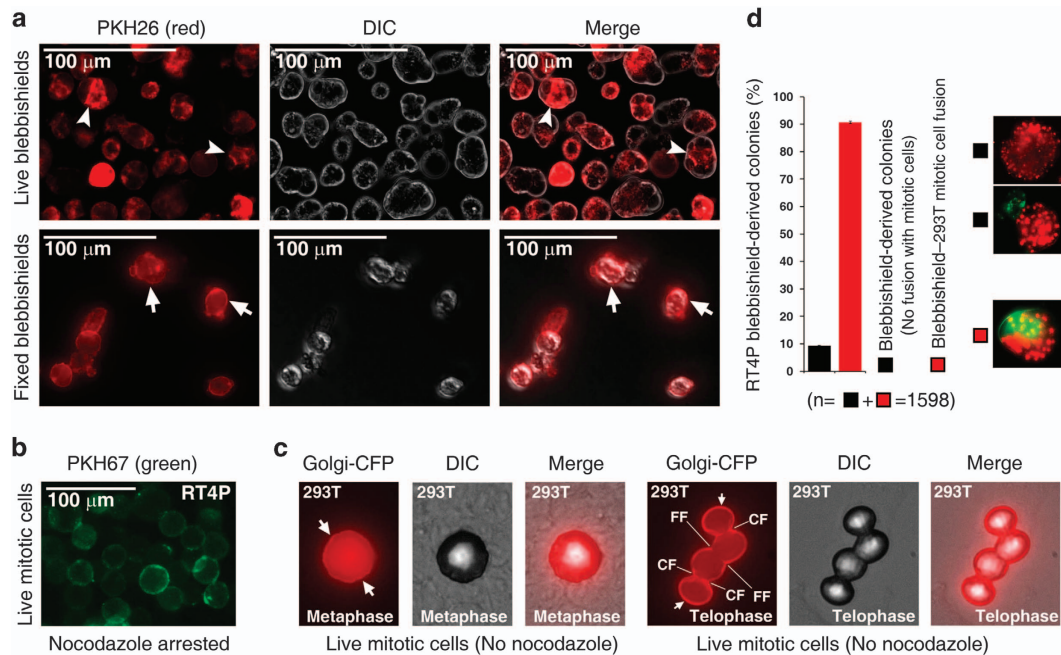 a
PKH26 (red)
DIC
Merge
Live blebbishields
100 μm
100 μm
100 μm
Fixed blebbishields
100 μm
100 μm
100 μm
b
PKH67 (green)
Live mitotic cells
100 μm
RT4P
Nocodazole arrested
c
Golgi-CFP
DIC
Merge
293T
293T
293T
Metaphase
Metaphase
Metaphase
Live mitotic cells (No nocodazole)
Golgi-CFP
DIC
Merge
293T
FF
CF
CF
CF
FF
Telophase
Telophase
Telophase
Live mitotic cells (No nocodazole)
d
RT4P blebbishield-derived colonies (%)
100
90
80
70
60
50
40
30
20
10
0
Blebbishield-derived colonies
(No fusion with mitotic cells)
Blebbishield–293T mitotic cell fusion
(n= + =1598)